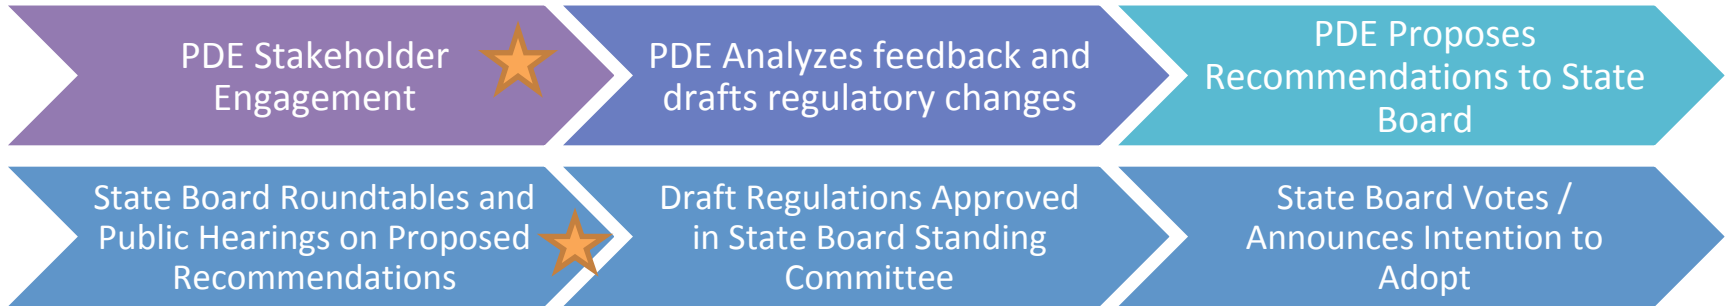 PDE Stakeholder
Engagement
PDE Analyzes feedback and
drafts regulatory changes
PDE Proposes
Recommendations to State
Board
State Board Roundtables and
Public Hearings on Proposed
Recommendations
Draft Regulations Approved
in State Board Standing
Committee
State Board Votes /
Announces Intention to
Adopt